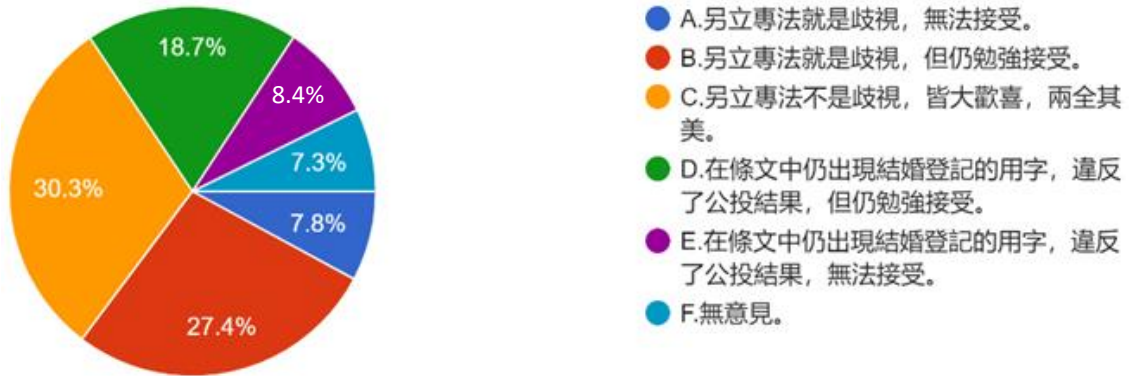 18.7%
8.4%
7.3%
7.8%
30.3%
27.4%
A.另立專法就是歧視，無法接受。
B.另立專法就是歧視，但仍勉強接受。
C.另立專法不是歧視，皆大歡喜，兩全其
美。
D.在條文中仍出現結婚登記的用字，違反
了公投結果，但仍勉強接受。
E.在條文中仍出現結婚登記的用字，違反
了公投結果，無法接受。
F.無意見。